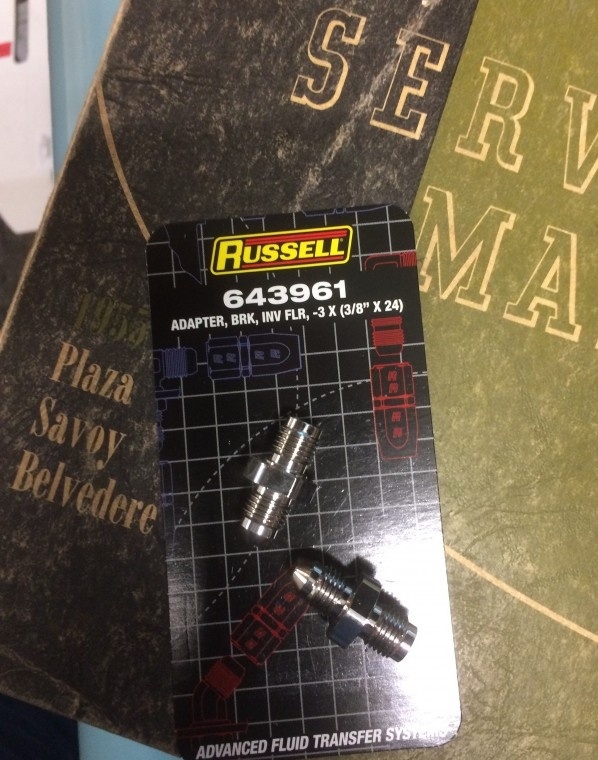 SERV
MA
1954
Plaza
Savoy
Belvedere
RUSSELL
643961
ADAPTER, BRK, INV FLR, -3 X (3/8" X 24)
ADVANCED FLUID TRANSFER SYSTEMS